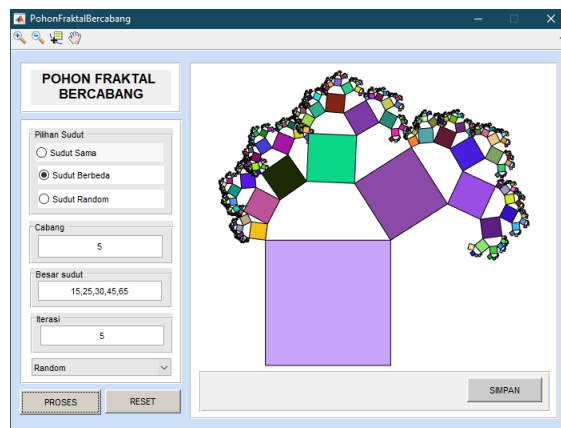 PohonFraktalBercabang
POHON FRAKTAL
BERCABANG
Pilihan Sudut
Sudut Sama
Sudut Berbeda
Sudut Random
Cabang
5
Besar sudut
15,25,30,45,65
Iterasi
5
Random
PROSES
RESET
SIMPAN